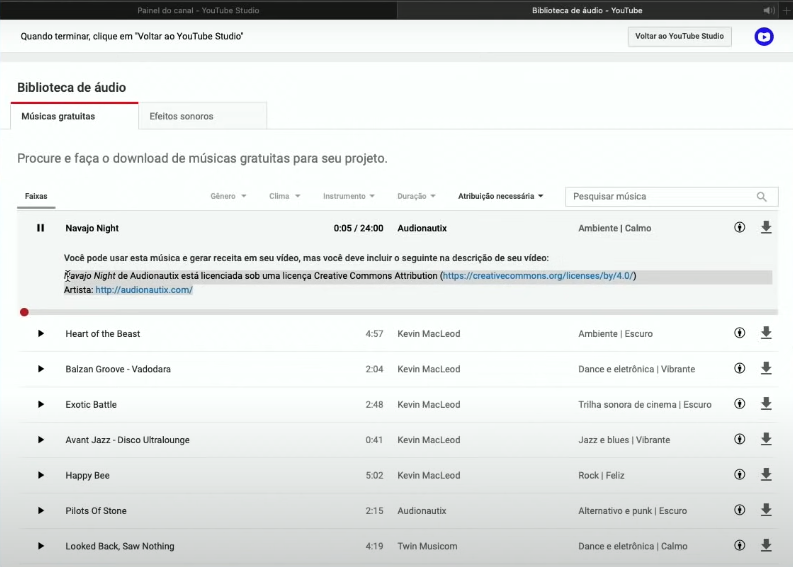 Painel do canal - YouTube Studio
Biblioteca de áudio - YouTube
Quando terminar, clique em "Voltar ao YouTube Studio"
Voltar ao YouTube Studio
Biblioteca de áudio
Músicas gratuitas
Efeitos sonoros
Procure e faça o download de músicas gratuitas para seu projeto.
Faixas Gênero Clima Instrumento Duração Atribuição necessária Pesquisar música
Navajo Night 0:05 / 24:00 Audionautix Ambiente | Calmo
Você pode usar esta música e gerar receita em seu vídeo, mas você deve incluir o seguinte na descrição de seu vídeo:
Navajo Night de Audionautix está licenciada sob uma licença Creative Commons Attribution (https://creativecommons.org/licenses/by/4.0/)
Artista: http://audionautix.com/
Heart of the Beast 4:57 Kevin MacLeod Ambiente | Escuro
Balzan Groove - Vadodara 2:04 Kevin MacLeod Dance e eletrônica | Vibrante
Exotic Battle 2:48 Kevin MacLeod Trilha sonora de cinema | Escuro
Avant Jazz - Disco Ultralounge 0:41 Kevin MacLeod Jazz e blues | Vibrante
Happy Bee 5:02 Kevin MacLeod Rock | Feliz
Pilots Of Stone 2:15 Audionautix Alternativo e punk | Escuro
Looked Back, Saw Nothing 4:19 Twin Musicom Dance e eletrônica | Calmo